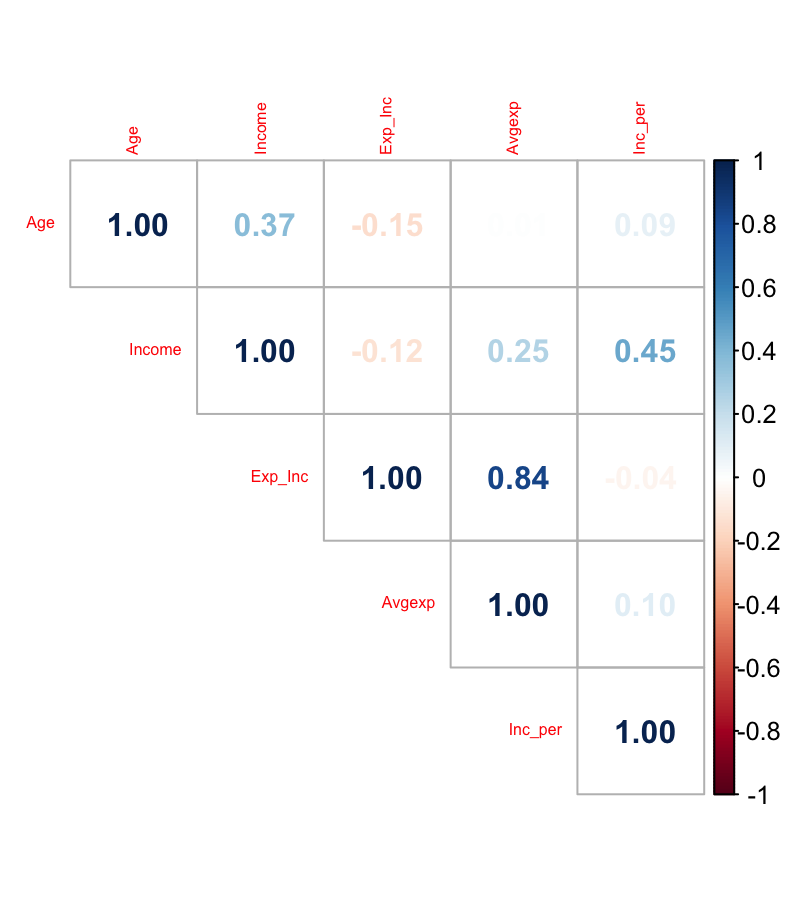 Age Income Exp_Inc Avgexp Inc_per
Age 1.00 0.37 -0.15 0.09
Income 1.00 -0.12 0.25 0.45
Exp_Inc 1.00 0.84 -0.04
Avgexp 1.00 0.10
Inc_per 1.00
1
0.8
0.6
0.4
0.2
0
-0.2
-0.4
-0.6
-0.8
-1